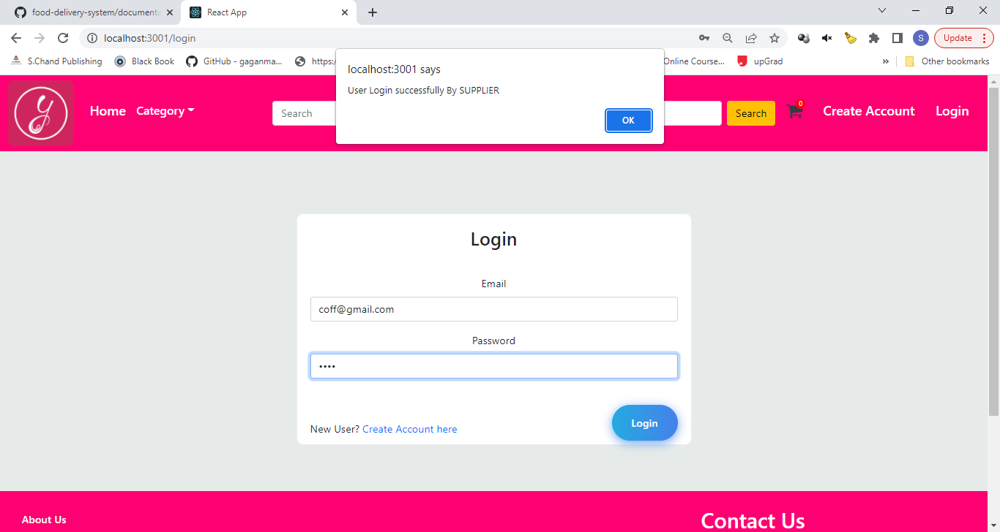 food-delivery-system/documenta
React App
localhost:3001/login
S
Update
S.Chand Publishing
Black Book
GitHub - gaganma...
https:/
Online Course...
upGrad
»
Other bookmarks
localhost:3001 says
User Login successfully By SUPPLIER
OK
y
Home
Category
Search
Search
0
Create Account
Login
Login
Email
coff@gmail.com
Password
••••
New User? Create Account here
Login
About Us
Contact Us